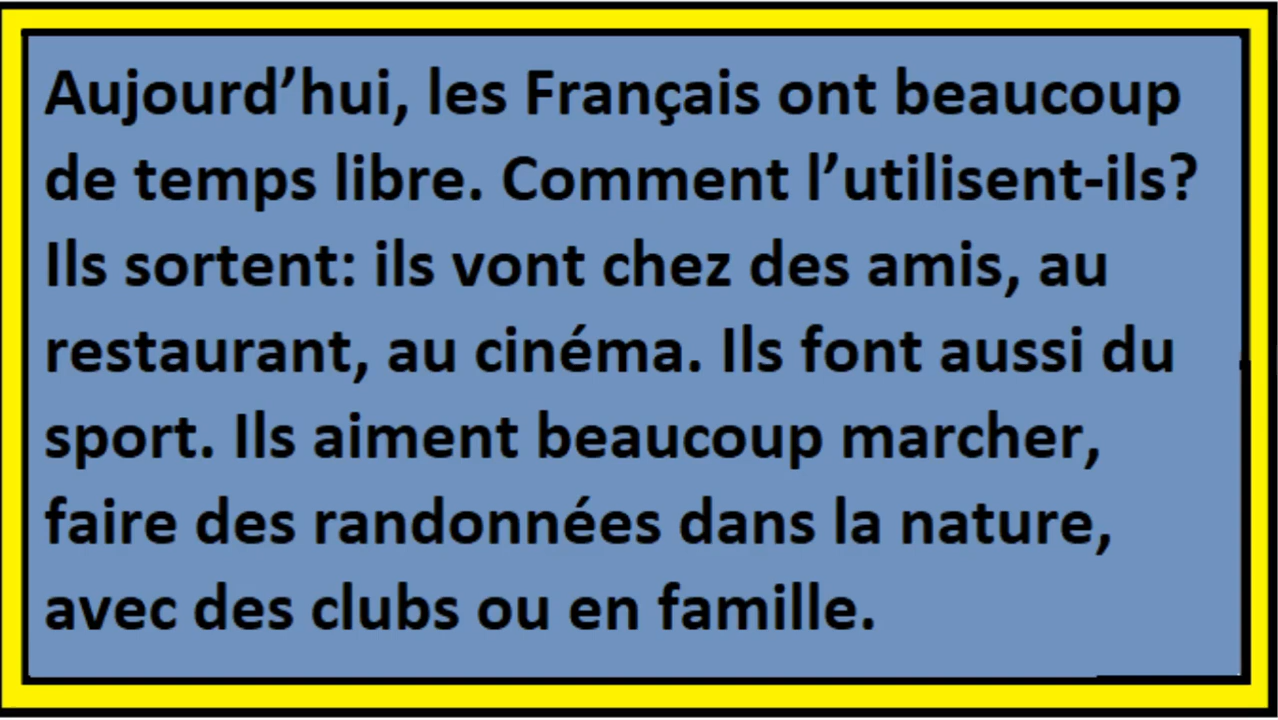 Aujourd’hui, les Français ont beaucoup
de temps libre. Comment l’utilisent-ils?
Ils sortent: ils vont chez des amis, au
restaurant, au cinéma. Ils font aussi du
sport. Ils aiment beaucoup marcher,
faire des randonnées dans la nature,
avec des clubs ou en famille.